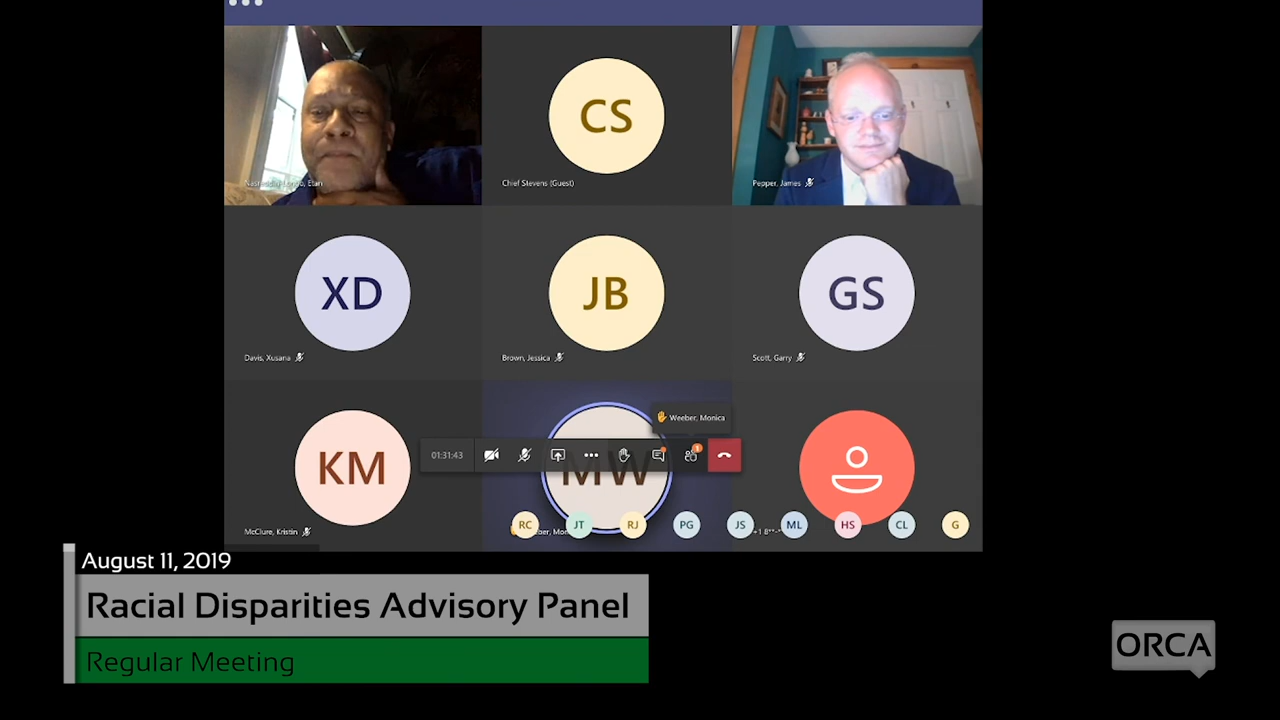 CS
Etan
Chief Stevens (Guest)
Pepper, James
XD
JB
GS
Davis, Xusana
Brown, Jessica
Scott, Garry
Weeber, Monica
KM
MW
01:31:43
McClure, Kristin
RC
JT
RJ
PG
JS
ML
HS
CL
G
August 11, 2019
Racial Disparities Advisory Panel
Regular Meeting
ORCA